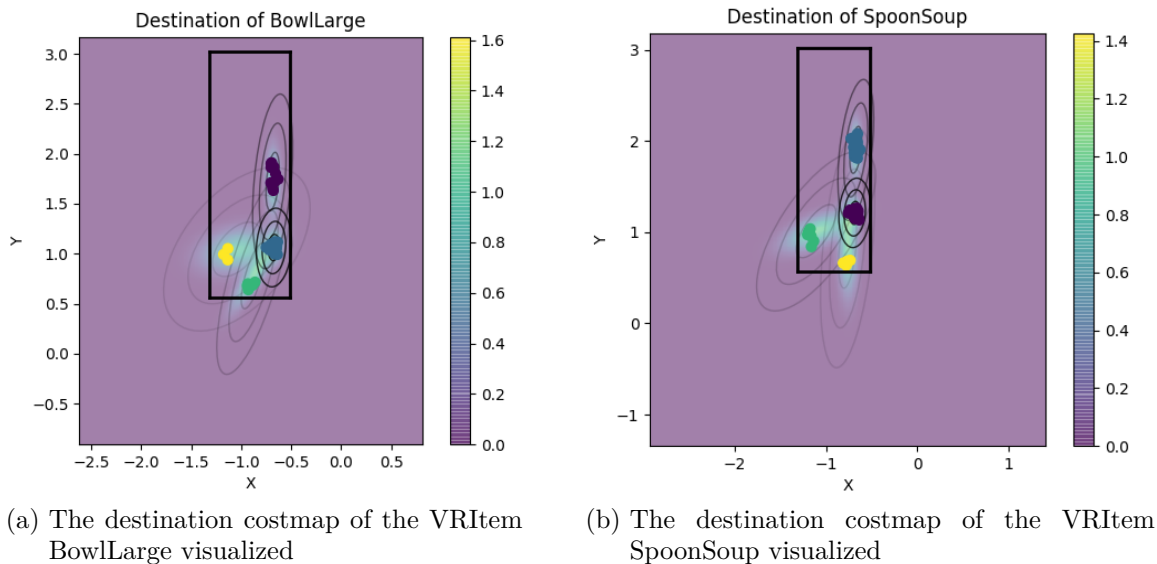 Destination of BowlLarge
3.0
2.5
2.0
1.5
1.0
0.5
0.0
−0.5
Y
−2.5 −2.0 −1.5 −1.0 −0.5 0.0 0.5
X
1.6
1.4
1.2
1.0
0.8
0.6
0.4
0.2
0.0
(a) The destination costmap of the VRItem
BowlLarge visualized
Destination of SpoonSoup
3
2
1
0
−1
Y
−2 −1 0 1
X
1.4
1.2
1.0
0.8
0.6
0.4
0.2
0.0
(b) The destination costmap of the VRItem
SpoonSoup visualized